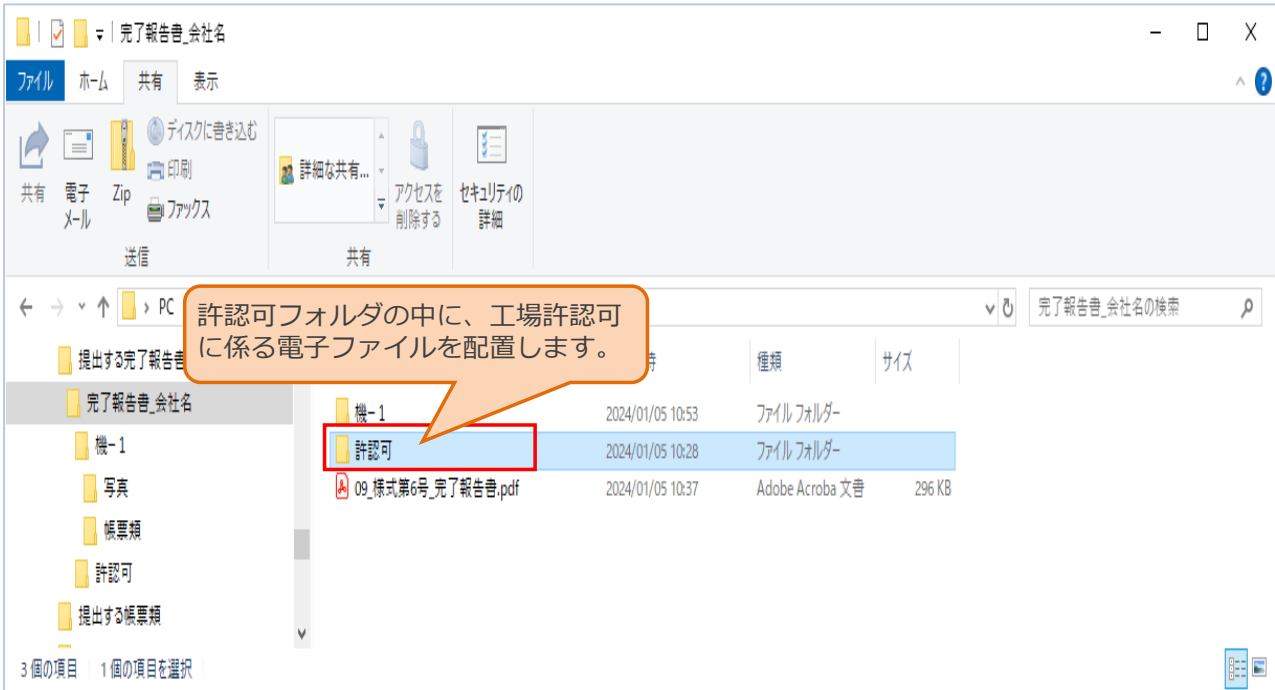 完了報告書_会社名
ファイル ホーム 共有 表示
共有
電子
メール
Zip
ディスクに書き込む
印刷
ファックス
送信
詳細な共有...
アクセスを
削除する
共有
セキュリティの
詳細
PC
完了報告書_会社名の検索
許認可フォルダの中に、工場許認可
に係る電子ファイルを配置します。
種類 サイズ
提出する完了報告書
完了報告書_会社名
機-1
写真
帳票類
許認可
提出する帳票類
機-1 2024/01/05 10:53 ファイル フォルダー
許認可 2024/01/05 10:28 ファイル フォルダー
09_様式第6号_完了報告書.pdf 2024/01/05 10:37 Adobe Acroba 文書 296 KB
3 個の項目 1 個の項目を選択